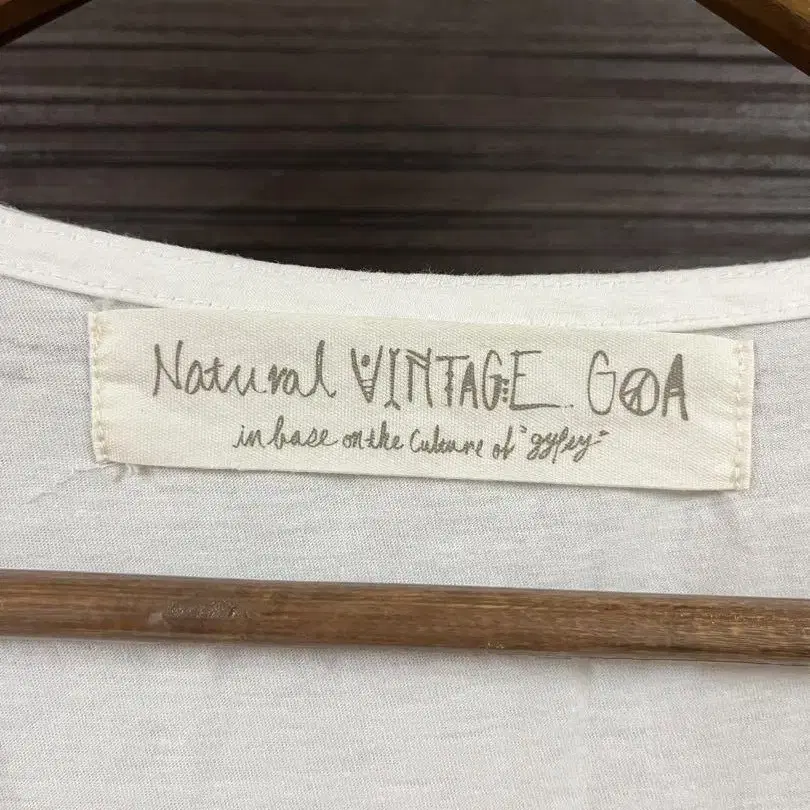 Natural VINTAGE.. GOA
in base on the Culture of "gypsy"